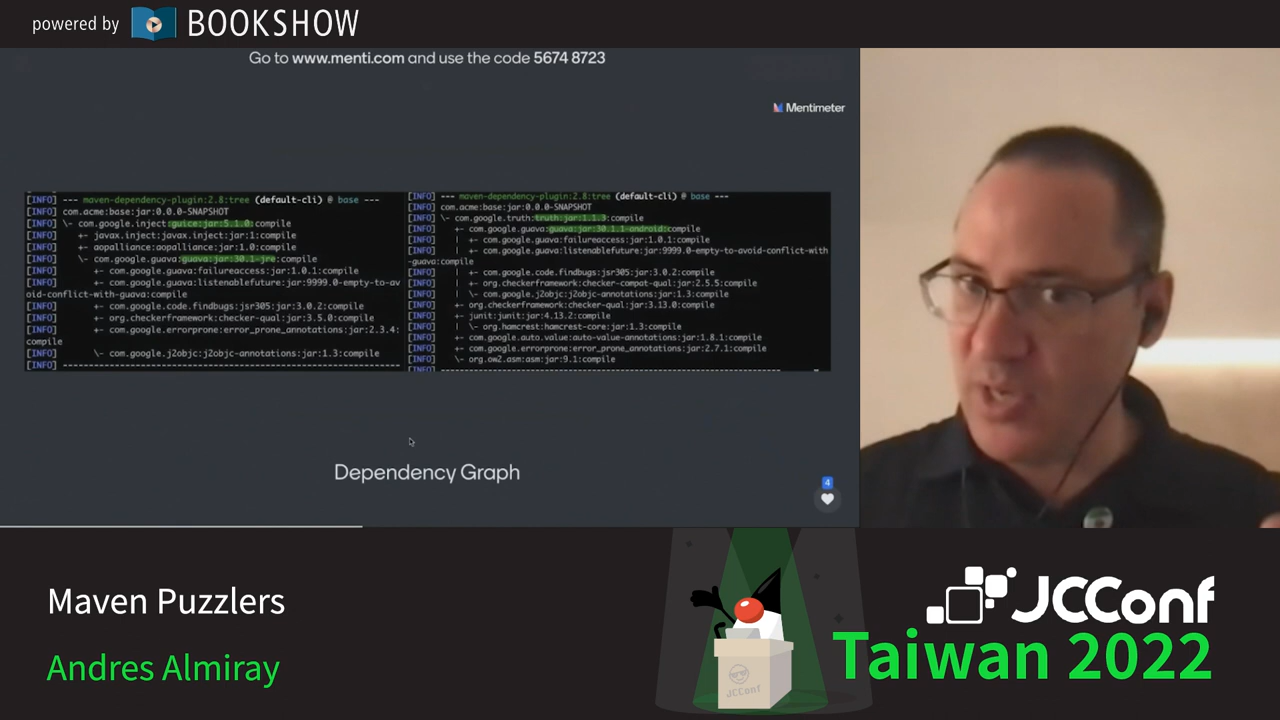 powered by BOOKSHOW
Go to www.menti.com and use the code 5674 8723
Mentimeter
[INFO] --- maven-dependency-plugin:2.8:tree (default-cli) @ base ---
[INFO] com.acme:base:jar:0.0.0-SNAPSHOT
[INFO] \- com.google.inject:guice:jar:5.1.0:compile
[INFO]    +- javax.inject:javax.inject:jar:1:compile
[INFO]    +- aopalliance:aopalliance:jar:1.0:compile
[INFO]    \- com.google.guava:guava:jar:30.1-jre:compile
[INFO]       +- com.google.guava:failureaccess:jar:1.0.1:compile
[INFO]       +- com.google.guava:listenablefuture:jar:9999.0-empty-to-av
oid-conflict-with-guava:compile
[INFO]       +- com.google.code.findbugs:jsr305:jar:3.0.2:compile
[INFO]       +- org.checkerframework:checker-qual:jar:3.5.0:compile
[INFO]       +- com.google.errorprone:error_prone_annotations:jar:2.3.4:
compile
[INFO]       \- com.google.j2objc:j2objc-annotations:jar:1.3:compile
[INFO] ------------------------------------------------------------------------
[INFO] --- maven-dependency-plugin:2.8:tree (default-cli) @ base ---
[INFO] com.acme:base:jar:0.0.0-SNAPSHOT
[INFO] \- com.google.truth:truth:jar:1.1.3:compile
[INFO]    +- com.google.guava:guava:jar:30.1.1-android:compile
[INFO]    |  +- com.google.guava:failureaccess:jar:1.0.1:compile
[INFO]    |  +- com.google.guava:listenablefuture:jar:9999.0-empty-to-avoid-conflict-with
-guava:compile
[INFO]    |  +- com.google.code.findbugs:jsr305:jar:3.0.2:compile
[INFO]    |  +- org.checkerframework:checker-compat-qual:jar:2.5.5:compile
[INFO]    |  \- com.google.j2objc:j2objc-annotations:jar:1.3:compile
[INFO]    +- org.checkerframework:checker-qual:jar:3.13.0:compile
[INFO]    +- junit:junit:jar:4.13.2:compile
[INFO]    |  \- org.hamcrest:hamcrest-core:jar:1.3:compile
[INFO]    +- com.google.auto.value:auto-value-annotations:jar:1.8.1:compile
[INFO]    +- com.google.errorprone:error_prone_annotations:jar:2.7.1:compile
[INFO]    \- org.ow2.asm:asm:jar:9.1:compile
[INFO] ------------------------------------------------------------------------
Dependency Graph
4
Maven Puzzlers
Andres Almiray
JCConf
JCConf
Taiwan 2022